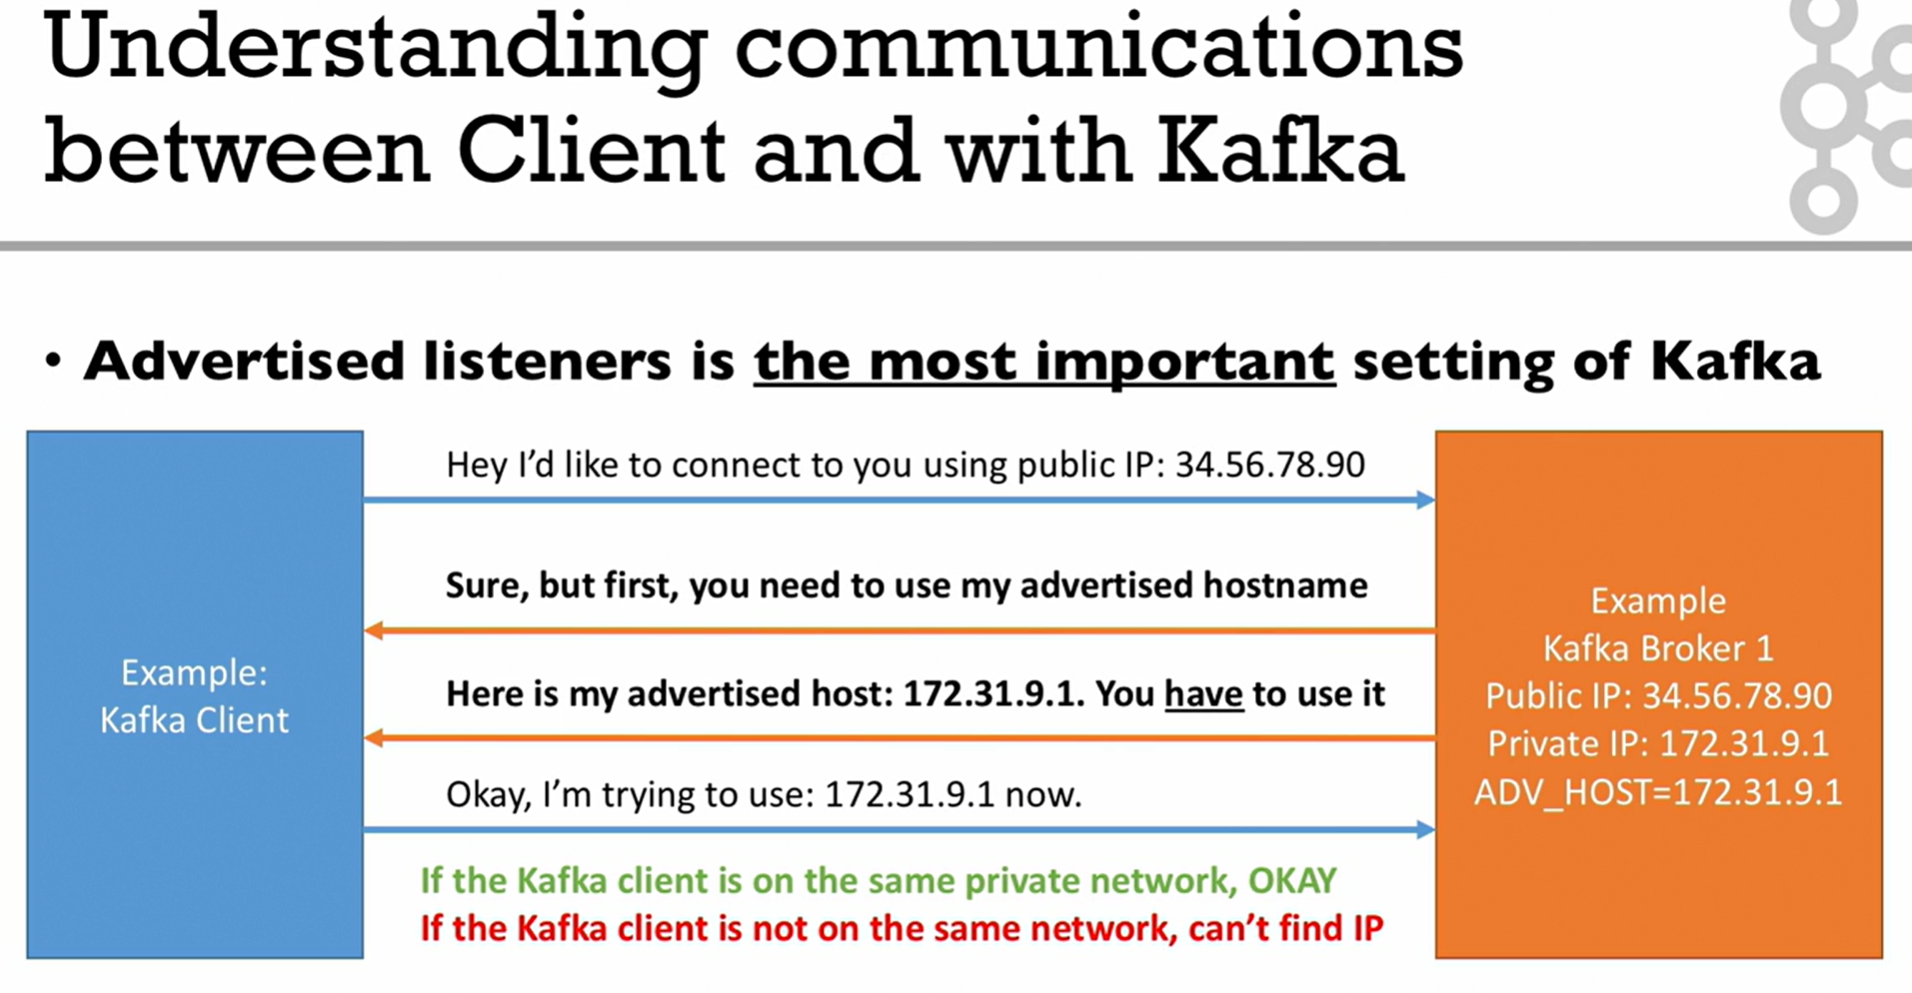 Understanding communications
between Client and with Kafka
• Advertised listeners is the most important setting of Kafka
Example:
Kafka Client
Hey I’d like to connect to you using public IP: 34.56.78.90
Sure, but first, you need to use my advertised hostname
Here is my advertised host: 172.31.9.1. You have to use it
Okay, I’m trying to use: 172.31.9.1 now.
If the Kafka client is on the same private network, OKAY
If the Kafka client is not on the same network, can’t find IP
Example
Kafka Broker 1
Public IP: 34.56.78.90
Private IP: 172.31.9.1
ADV_HOST=172.31.9.1